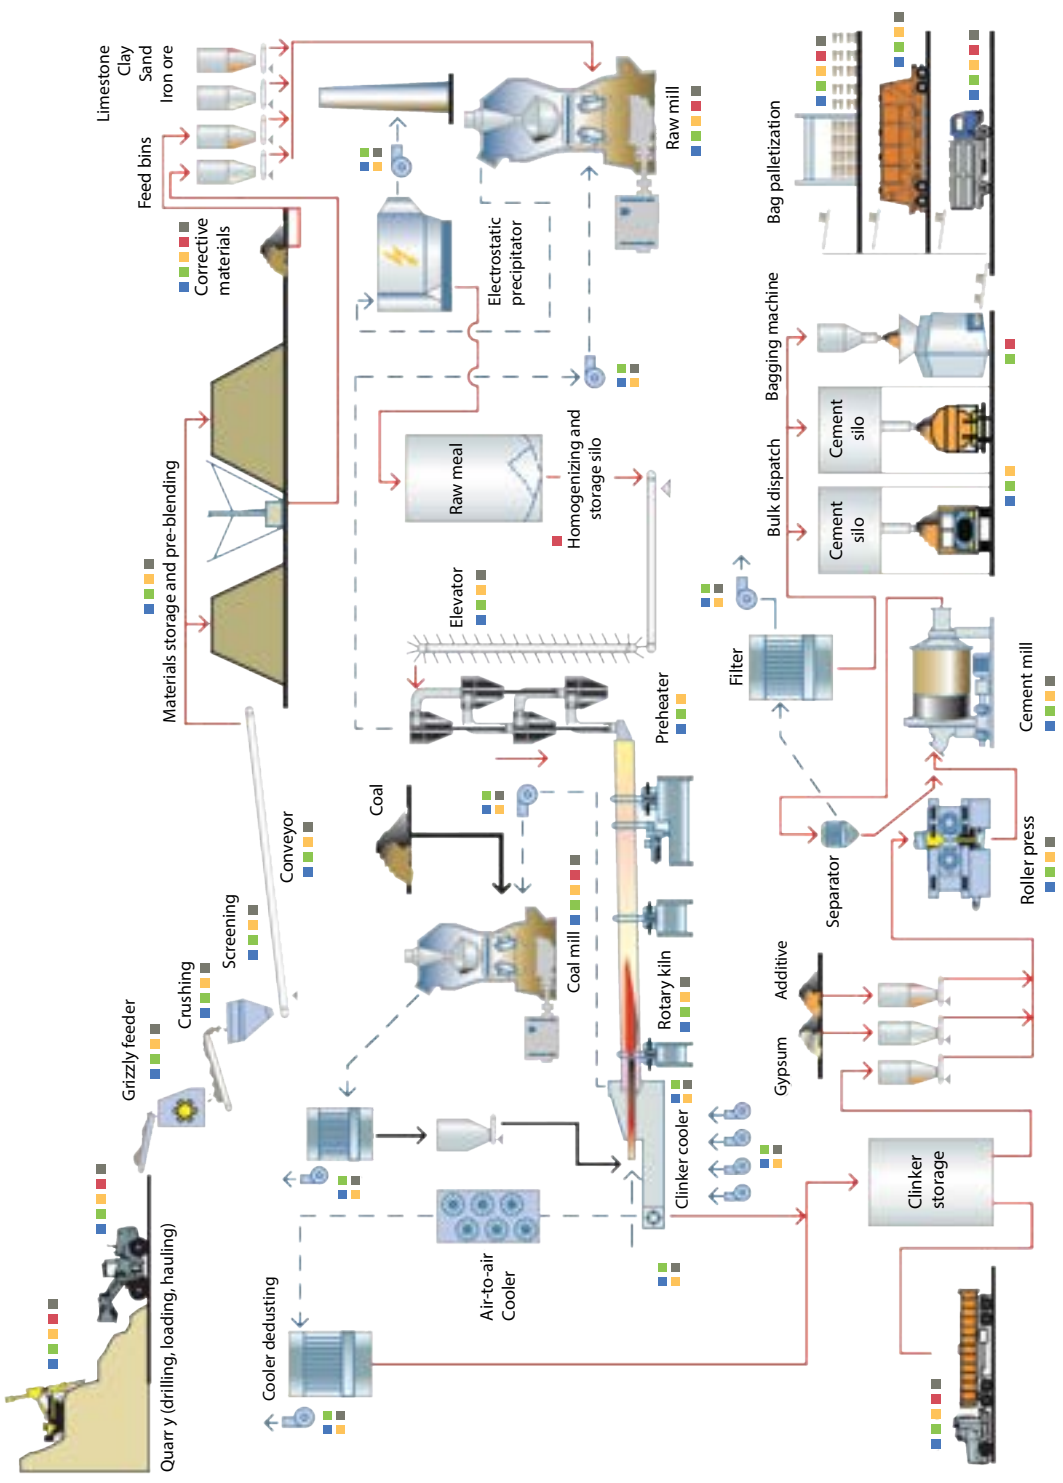 Quarr y (drilling, loading, hauling)
Grizzly feeder
Crushing
Screening
Conveyor
Materials storage and pre-blending
Corrective
materials
Feed bins
Limestone
Clay
Sand
Iron ore
Cooler dedusting
Air-to-air
Cooler
Coal
Coal mill
Elevator
Preheater
Raw meal
Homogenizing and
storage silo
Electrostatic
precipitator
Raw mill
Clinker cooler
Rotary kiln
Clinker
storage
Gypsum
Additive
Separator
Roller press
Filter
Cement mill
Bulk dispatch
Cement
silo
Cement
silo
Bagging machine
Bag palletization